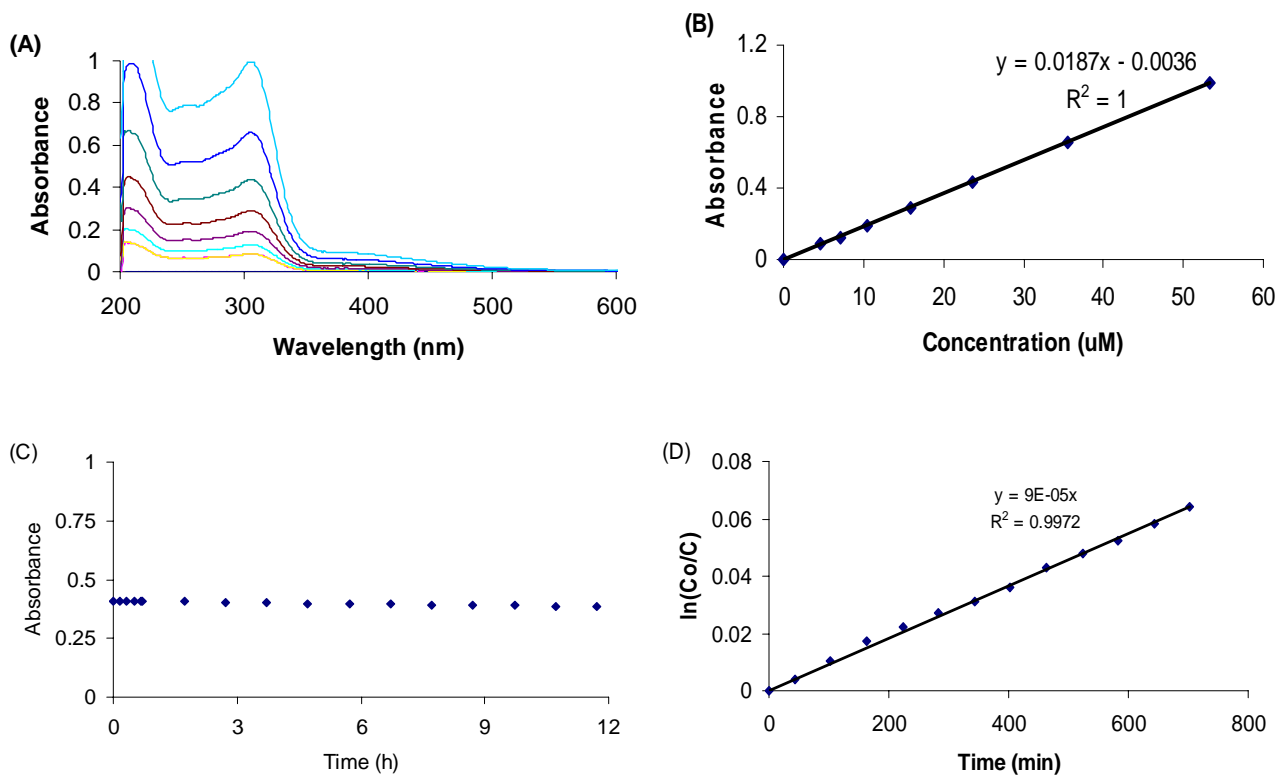 (A)
1
0.8
0.6
0.4
0.2
0
200 300 400 500 600
Absorbance
Wavelength (nm)
(B)
1.2
0.8
0.4
0
0 10 20 30 40 50 60
y = 0.0187x - 0.0036
R² = 1
Absorbance
Concentration (uM)
(C)
1
0.75
0.5
0.25
0
0 3 6 9 12
Absorbance
Time (h)
(D)
0.08
0.06
0.04
0.02
0
0 200 400 600 800
y = 9E-05x
R² = 0.9972
ln(Co/C)
Time (min)